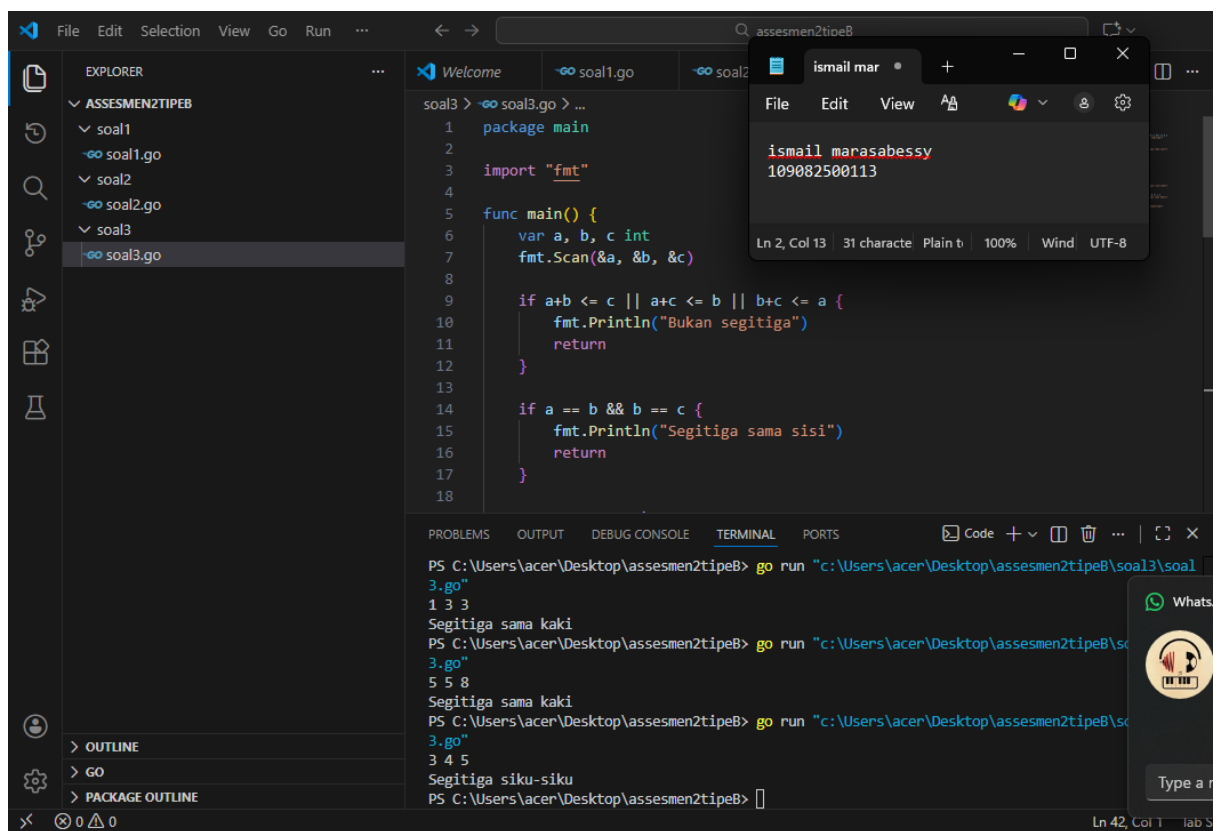 File Edit Selection View Go Run ...
assesmen2tipeB
EXPLORER
ASSESMEN2TIPEB
soal1
soal1.go
soal2
soal2.go
soal3
soal3.go
OUTLINE
GO
PACKAGE OUTLINE
Welcome
soal1.go
soal2
soal3 > soal3.go > ...
1 package main
2
3 import "fmt"
4
5 func main() {
6 var a, b, c int
7 fmt.Scan(&a, &b, &c)
8
9 if a+b <= c || a+c <= b || b+c <= a {
10 fmt.Println("Bukan segitiga")
11 return
12 }
13
14 if a == b && b == c {
15 fmt.Println("Segitiga sama sisi")
16 return
17 }
18
ismail mar
File Edit View
ismail marasabessy
109082500113
Ln 2, Col 13 31 characte Plain t 100% Wind UTF-8
PROBLEMS OUTPUT DEBUG CONSOLE TERMINAL PORTS
Code
PS C:\Users\acer\Desktop\assesmen2tipeB> go run "c:\Users\acer\Desktop\assesmen2tipeB\soal3\soal
3.go"
1 3 3
Segitiga sama kaki
PS C:\Users\acer\Desktop\assesmen2tipeB> go run "c:\Users\acer\Desktop\assesmen2tipeB\so
3.go"
5 5 8
Segitiga sama kaki
PS C:\Users\acer\Desktop\assesmen2tipeB> go run "c:\Users\acer\Desktop\assesmen2tipeB\so
3.go"
3 4 5
Segitiga siku-siku
PS C:\Users\acer\Desktop\assesmen2tipeB>
Whats
Type a
0 0
Ln 42, Col 1 Tab S